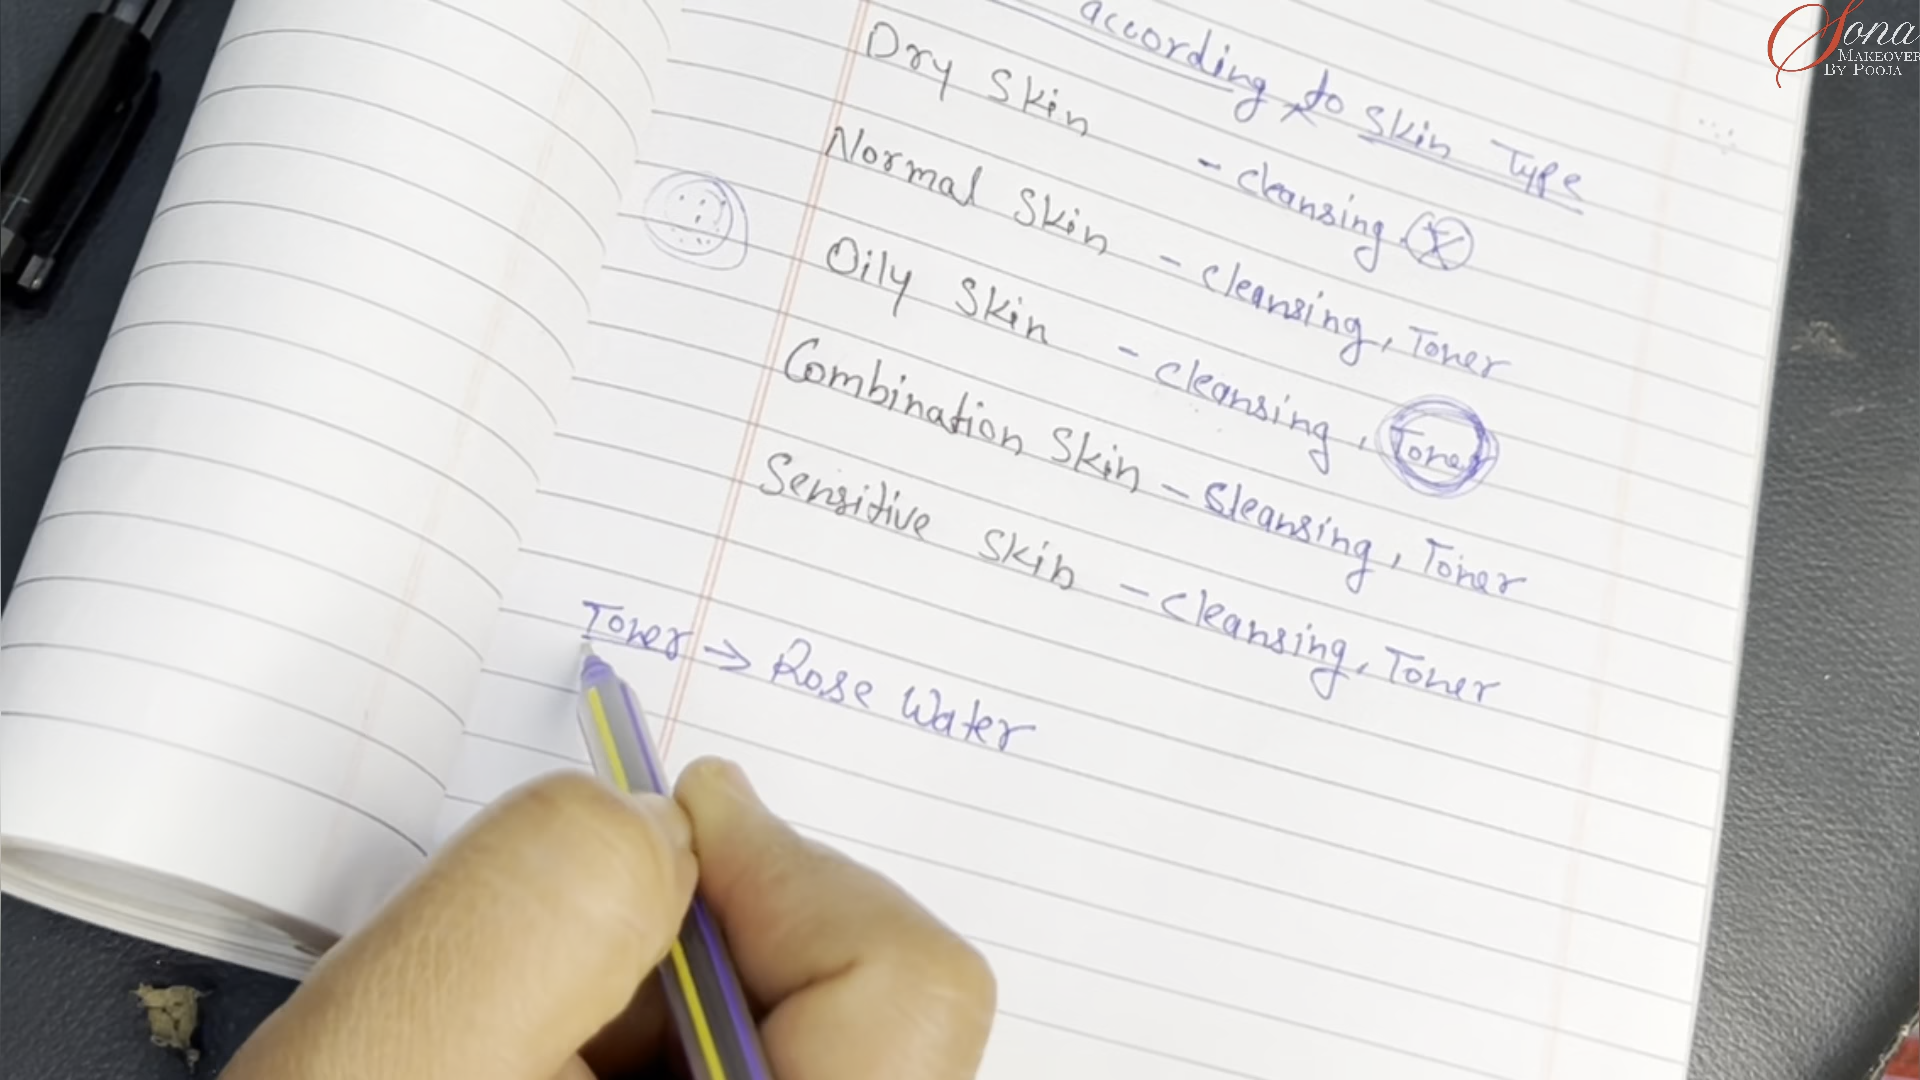 Sona
MAKEOVER
BY POOJA
according to skin Type
Dry Skin - cleansing
Normal Skin - cleansing, Toner
Oily Skin - cleansing, Toner
Combination Skin - Sleansing, Toner
Sensitive Skin - cleansing, Toner
Toner → Rose Water